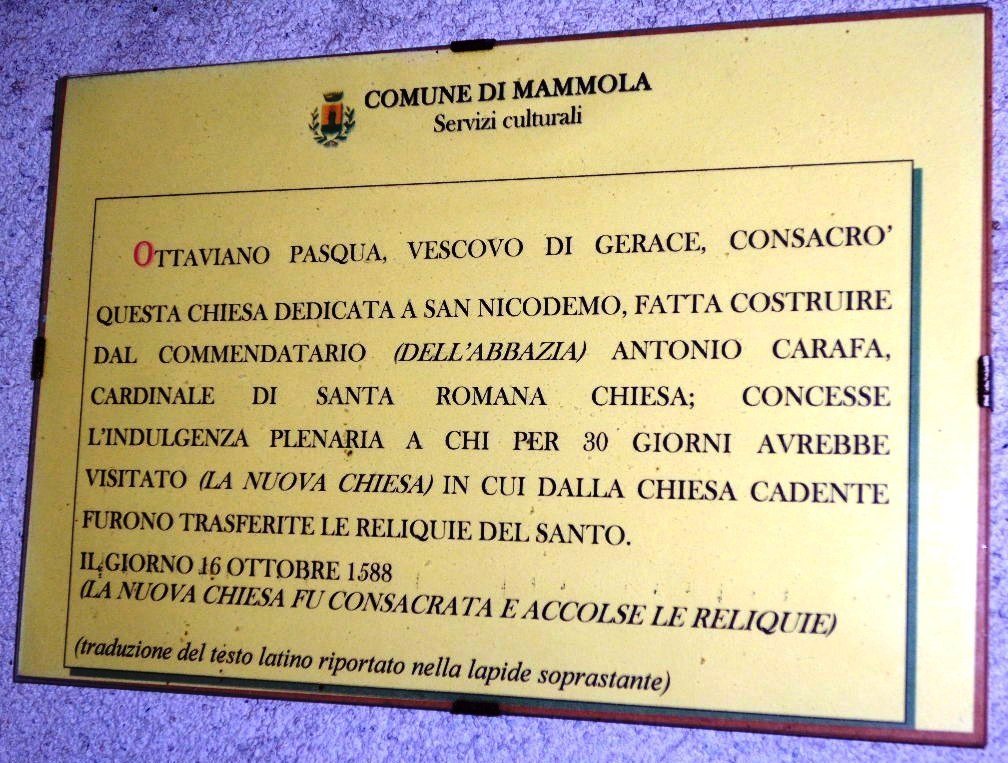 COMUNE DI MAMMOLA
Servizi culturali
OTTAVIANO PASQUA, VESCOVO DI GERACE, CONSACRO'
QUESTA CHIESA DEDICATA A SAN NICODEMO, FATTA COSTRUIRE
DAL COMMENDATARIO (DELL'ABBAZIA) ANTONIO CARAFA,
CARDINALE DI SANTA ROMANA CHIESA; CONCESSE
L'INDULGENZA PLENARIA A CHI PER 30 GIORNI AVREBBE
VISITATO (LA NUOVA CHIESA) IN CUI DALLA CHIESA CADENTE
FURONO TRASFERITE LE RELIQUIE DEL SANTO.
IL GIORNO 16 OTTOBRE 1588
(LA NUOVA CHIESA FU CONSACRATA E ACCOLSE LE RELIQUIE)
(traduzione del testo latino riportato nella lapide soprastante)